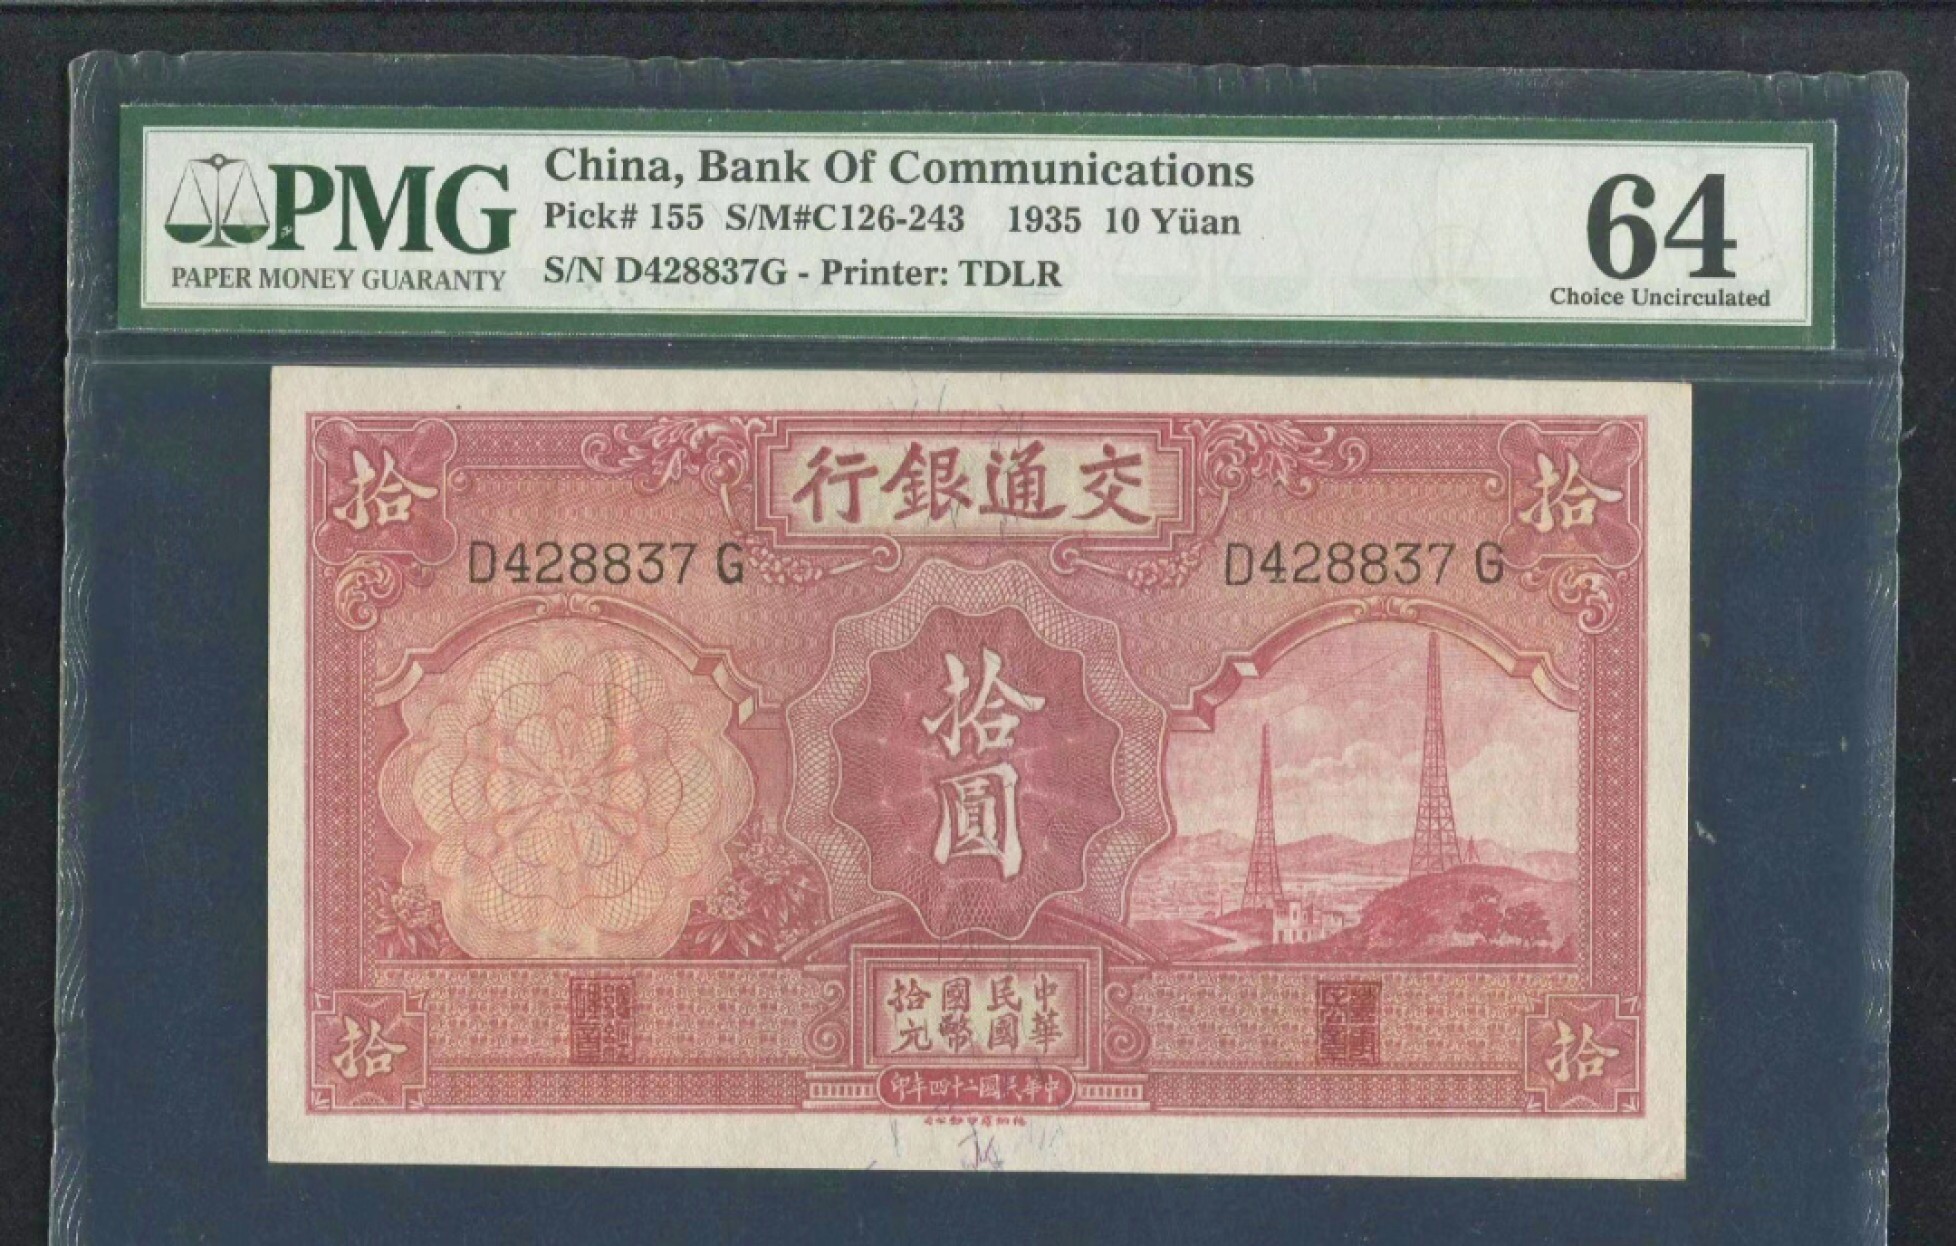 PMG
PAPER MONEY GUARANTY
China, Bank Of Communications
Pick# 155 S/M#C126-243 1935 10 Yüan
S/N D428837G - Printer: TDLR
64
Choice Uncirculated
拾
行銀通交
拾
D428837 G
D428837 G
拾圓
拾國民中
元幣國華
印年四十二國民華中
拾
拾